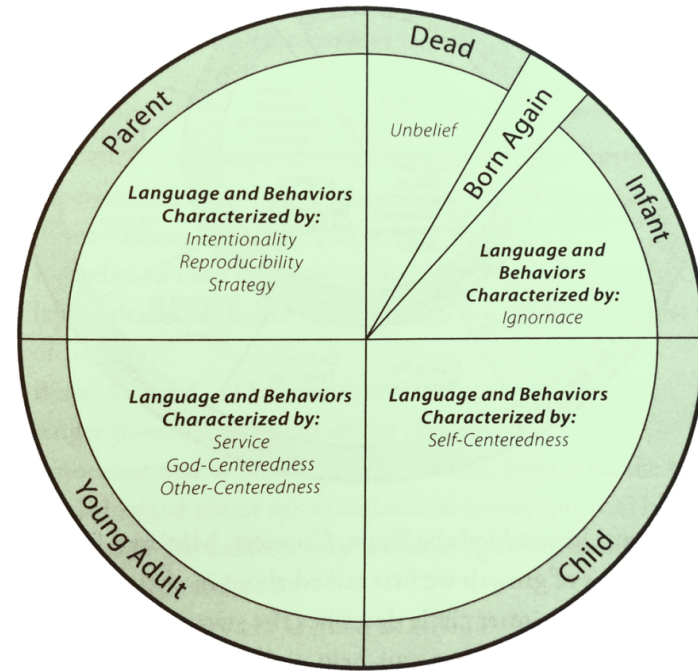 Dead
Unbelief
Born Again
Infant
Language and
Behaviors
Characterized by:
Ignornace
Child
Language and Behaviors
Characterized by:
Self-Centeredness
Young Adult
Language and Behaviors
Characterized by:
Service
God-Centeredness
Other-Centeredness
Parent
Language and Behaviors
Characterized by:
Intentionality
Reproducibility
Strategy